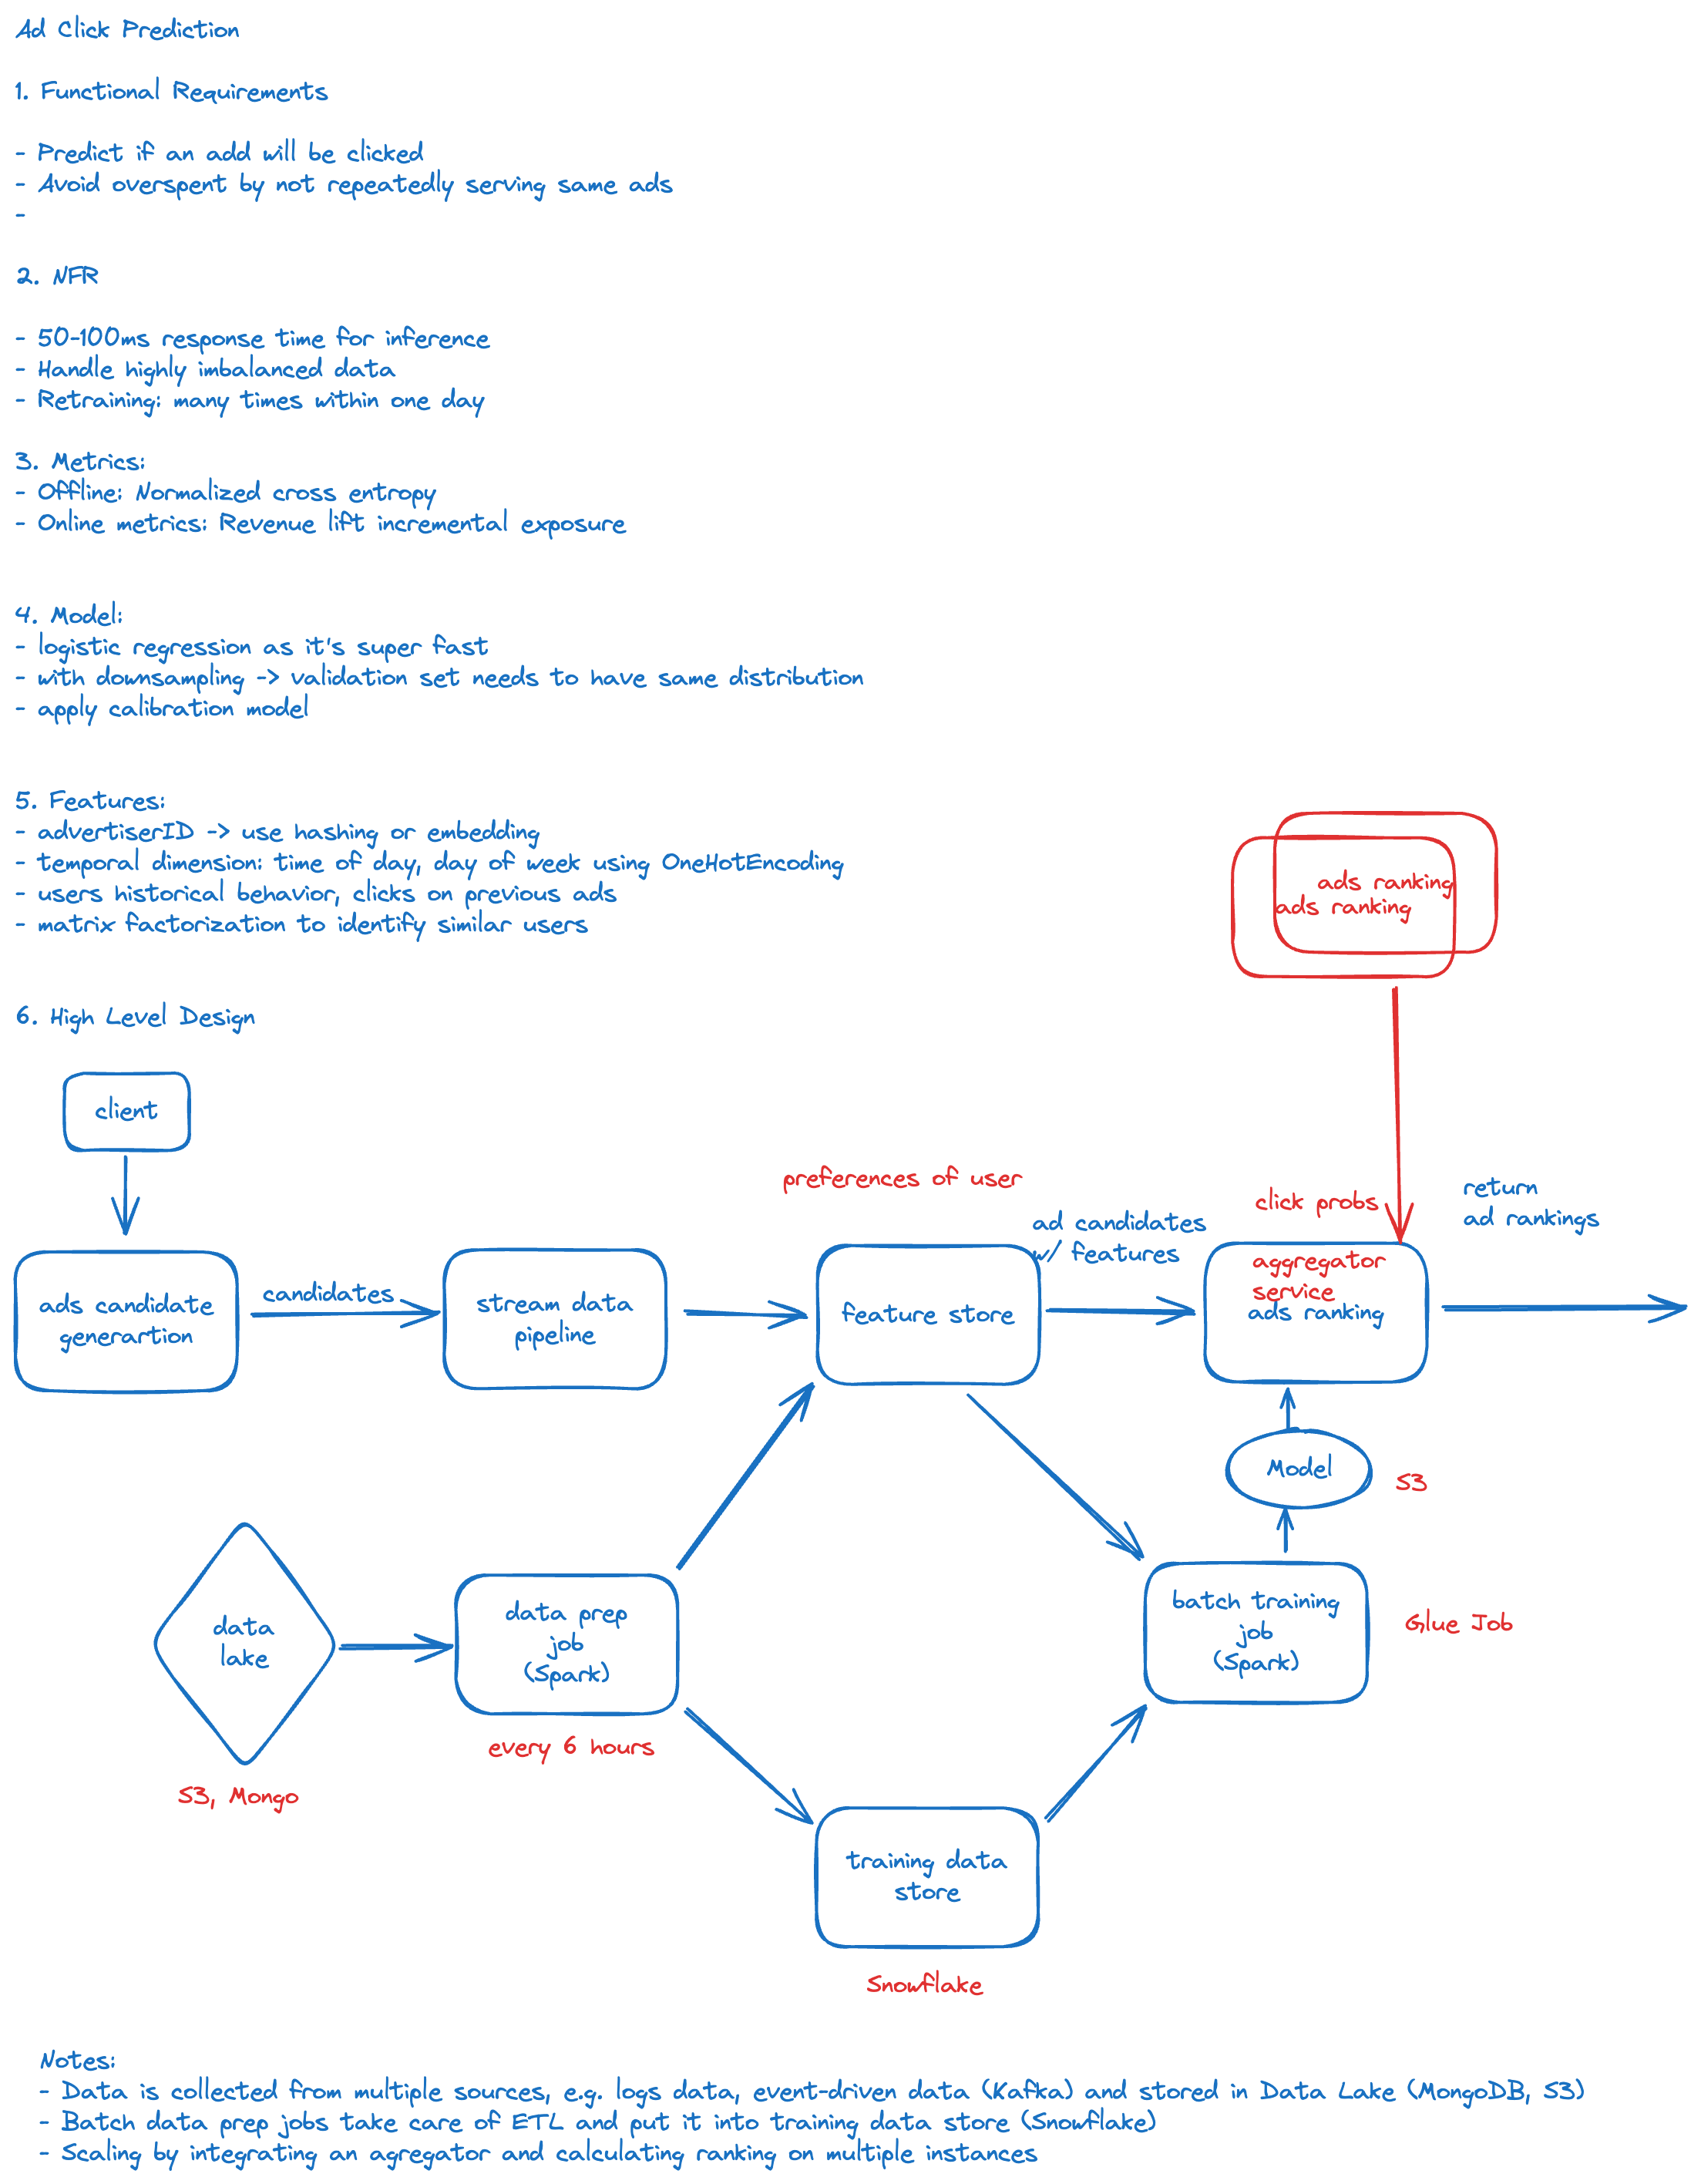 Ad Click Prediction
1. Functional Requirements
- Predict if an add will be clicked
- Avoid overspent by not repeatedly serving same ads
-
2. NFR
- 50-100ms response time for inference
- Handle highly imbalanced data
- Retraining: many times within one day
3. Metrics:
- Offline: Normalized cross entropy
- Online metrics: Revenue lift incremental exposure
4. Model:
- logistic regression as it's super fast
- with downsampling -> validation set needs to have same distribution
- apply calibration model
5. Features:
- advertiserID -> use hashing or embedding
- temporal dimension: time of day, day of week using OneHotEncoding
- users historical behavior, clicks on previous ads
- matrix factorization to identify similar users
ads ranking
ads ranking
6. High Level Design
client
preferences of user
click probs
return
ad rankings
ad candidates
w/ features
ads candidate
generartion
candidates
stream data
pipeline
feature store
aggregator
service
ads ranking
Model
S3
data
lake
S3, Mongo
data prep
job
(Spark)
every 6 hours
batch training
job
(Spark)
Glue Job
training data
store
Snowflake
Notes:
- Data is collected from multiple sources, e.g. logs data, event-driven data (Kafka) and stored in Data Lake (MongoDB, S3)
- Batch data prep jobs take care of ETL and put it into training data store (Snowflake)
- Scaling by integrating an agregator and calculating ranking on multiple instances